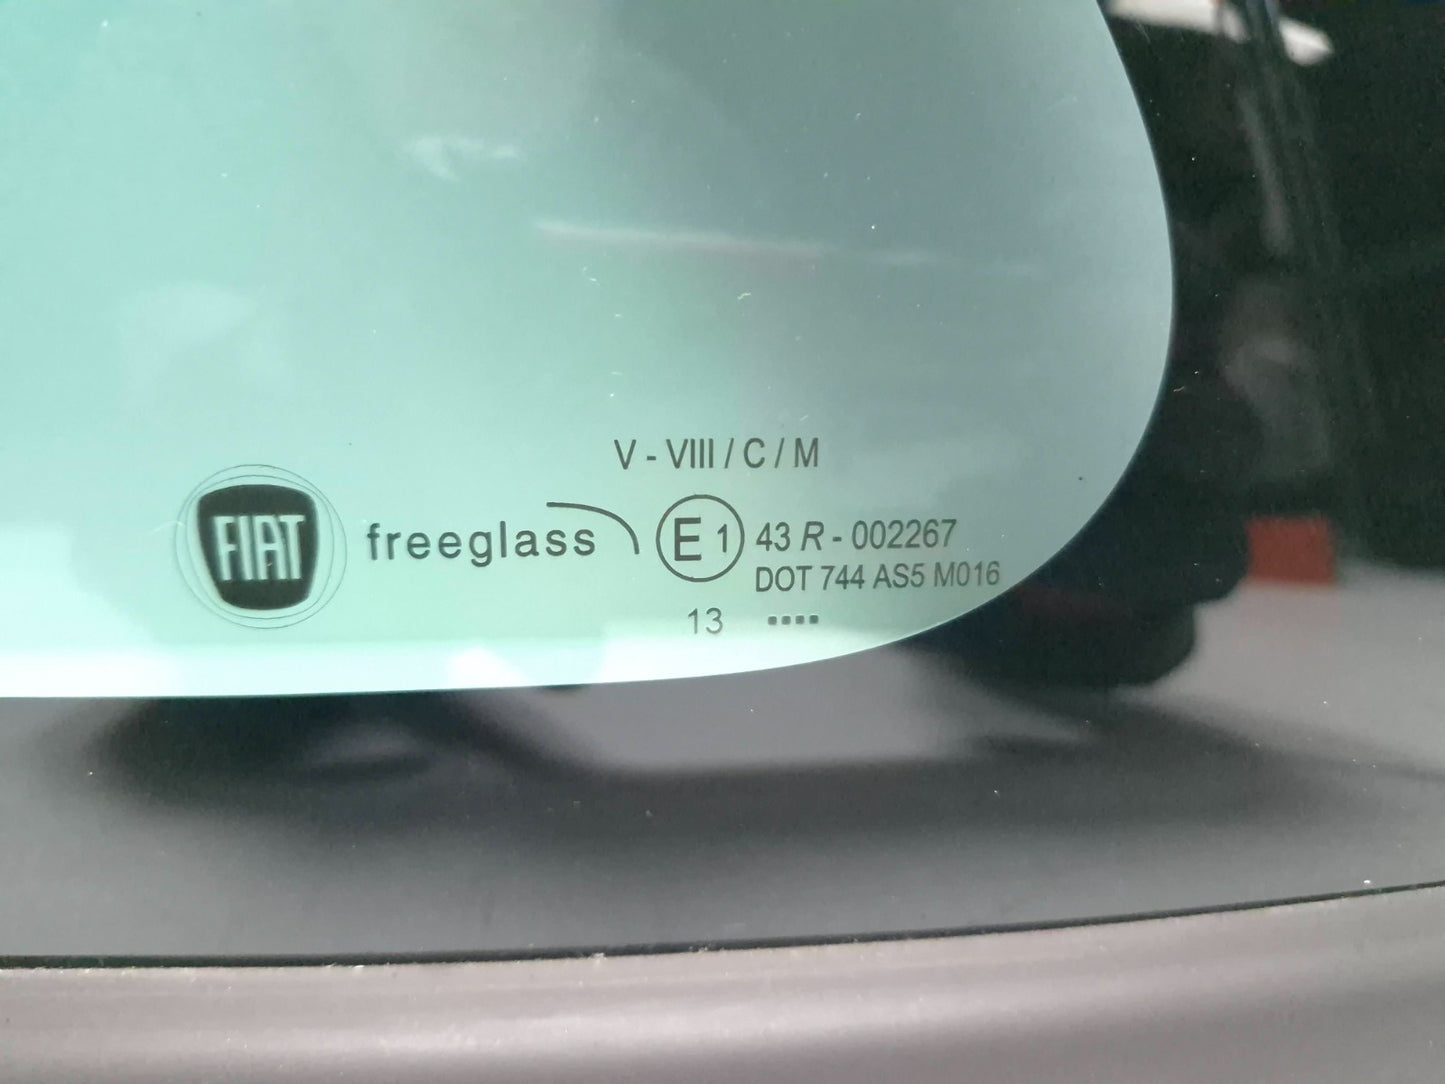 V - VIII / C / M
FIAT freeglass E 1 43 R - 002267
DOT 744 AS5 M016
13 ▪▪▪▪